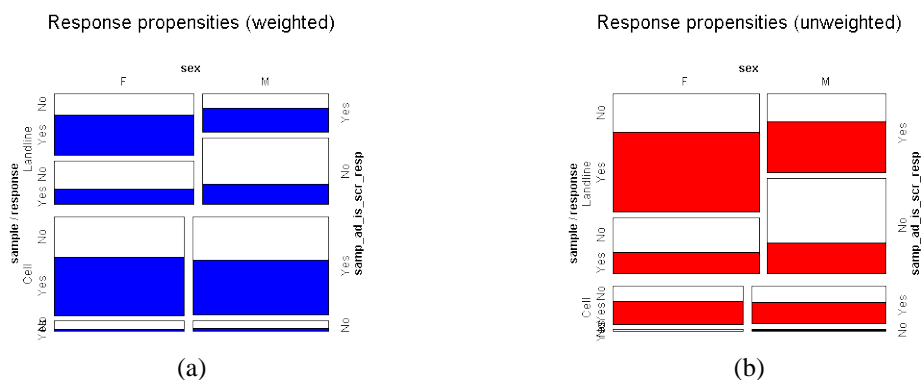 Response propensities (weighted)
sex
F M
sample / response
Landline
Cell
No
Yes
No
Yes
No
Yes
No
Yes
samp_ad_is_scr_resp
Yes
No
Yes
No
(a)
Response propensities (unweighted)
sex
F M
sample / response
Landline
Cell
No
Yes
No
Yes
No
Yes
samp_ad_is_scr_resp
Yes
No
Yes
No
(b)